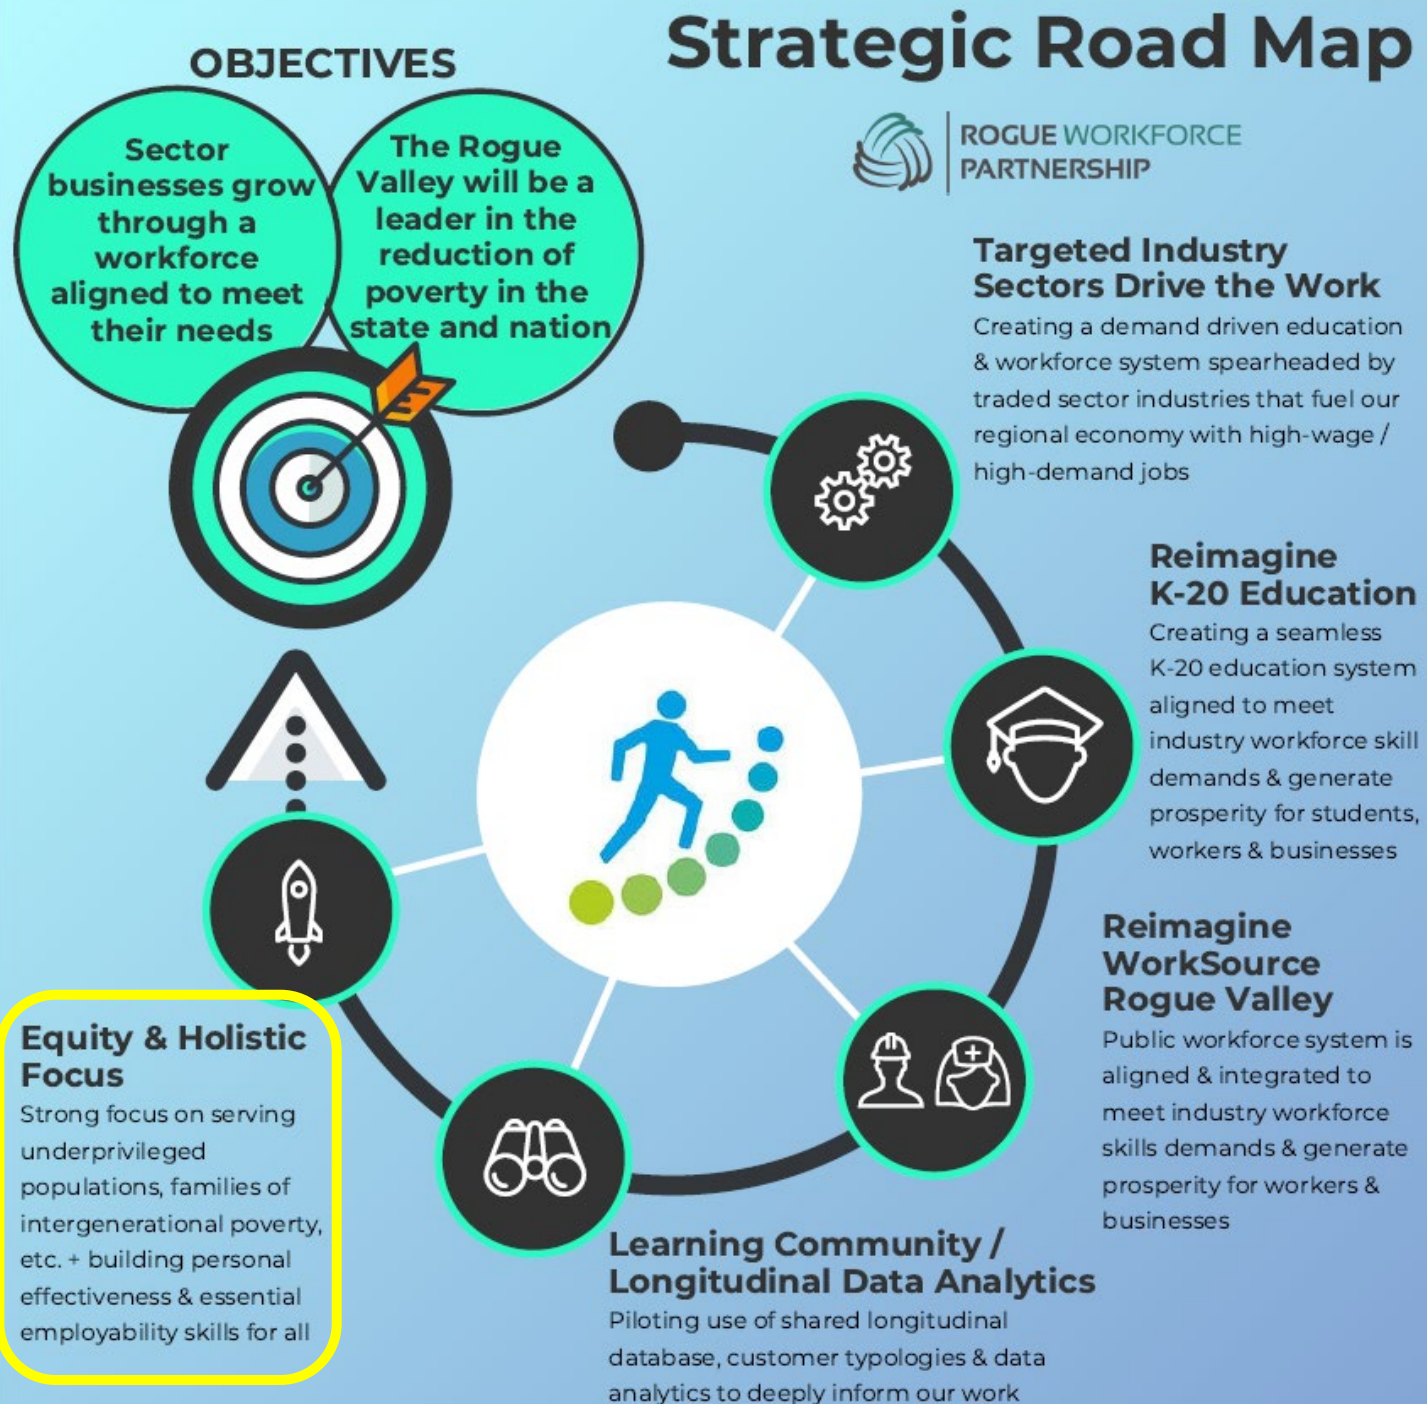 Strategic Road Map
ROGUE WORKFORCE
PARTNERSHIP
OBJECTIVES
Sector
businesses grow
through a
workforce
aligned to meet
their needs
The Rogue
Valley will be a
leader in the
reduction of
poverty in the
state and nation
Targeted Industry
Sectors Drive the Work
Creating a demand driven education
& workforce system spearheaded by
traded sector industries that fuel our
regional economy with high-wage /
high-demand jobs
Reimagine
K-20 Education
Creating a seamless
K-20 education system
aligned to meet
industry workforce skill
demands & generate
prosperity for students,
workers & businesses
Reimagine
WorkSource
Rogue Valley
Public workforce system is
aligned & integrated to
meet industry workforce
skills demands & generate
prosperity for workers &
businesses
Learning Community /
Longitudinal Data Analytics
Piloting use of shared longitudinal
database, customer typologies & data
analytics to deeply inform our work
Equity & Holistic
Focus
Strong focus on serving
underprivileged
populations, families of
intergenerational poverty,
etc. + building personal
effectiveness & essential
employability skills for all